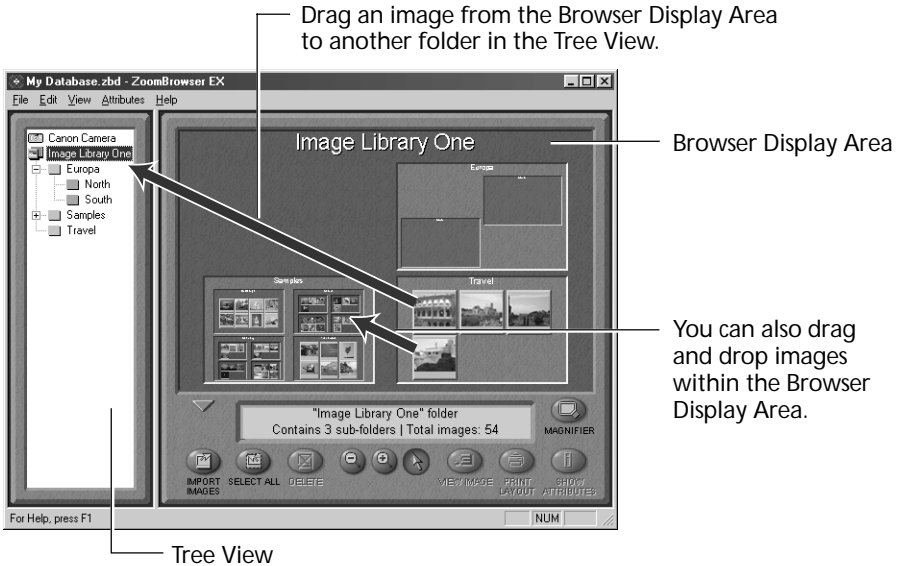 Drag an image from the Browser Display Area
to another folder in the Tree View.
My Database.zbd - ZoomBrowser EX
File Edit View Attributes Help
Canon Camera
Image Library One
Europa
North
South
Samples
Travel
Image Library One
Europa
Samples
Travel
Browser Display Area
You can also drag
and drop images
within the Browser
Display Area.
"Image Library One" folder
Contains 3 sub-folders | Total images: 54
MAGNIFIER
IMPORT
IMAGES
SELECT ALL
DELETE
VIEW IMAGE
PRINT
LAYOUT
SHOW
ATTRIBUTES
For Help, press F1
NUM
Tree View